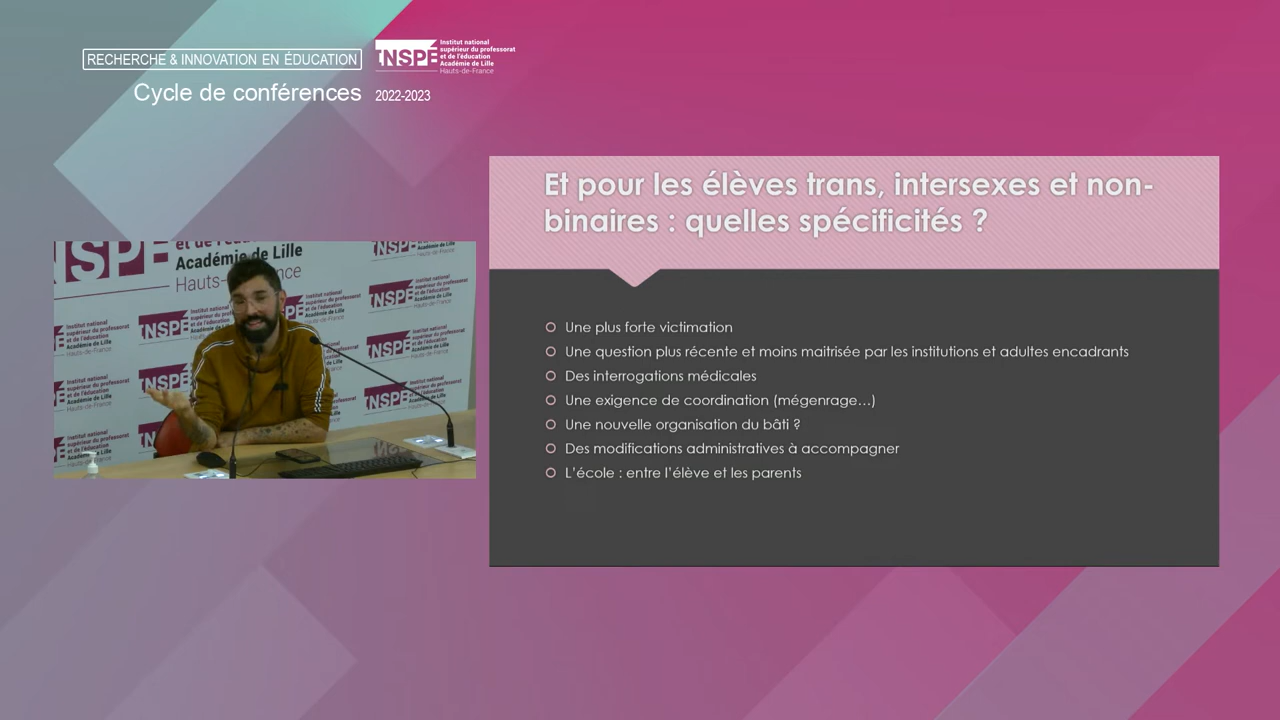 RECHERCHE & INNOVATION EN ÉDUCATION
Cycle de conférences 2022-2023
INSPÉ
Institut national
supérieur du professorat
et de l'éducation
Académie de Lille
Hauts-de-France
Et pour les élèves trans, intersexes et non-
binaires : quelles spécificités ?
Une plus forte victimation
Une question plus récente et moins maitrisée par les institutions et adultes encadrants
Des interrogations médicales
Une exigence de coordination (mégenrage…)
Une nouvelle organisation du bâti ?
Des modifications administratives à accompagner
L'école : entre l'élève et les parents
Académie de Lille